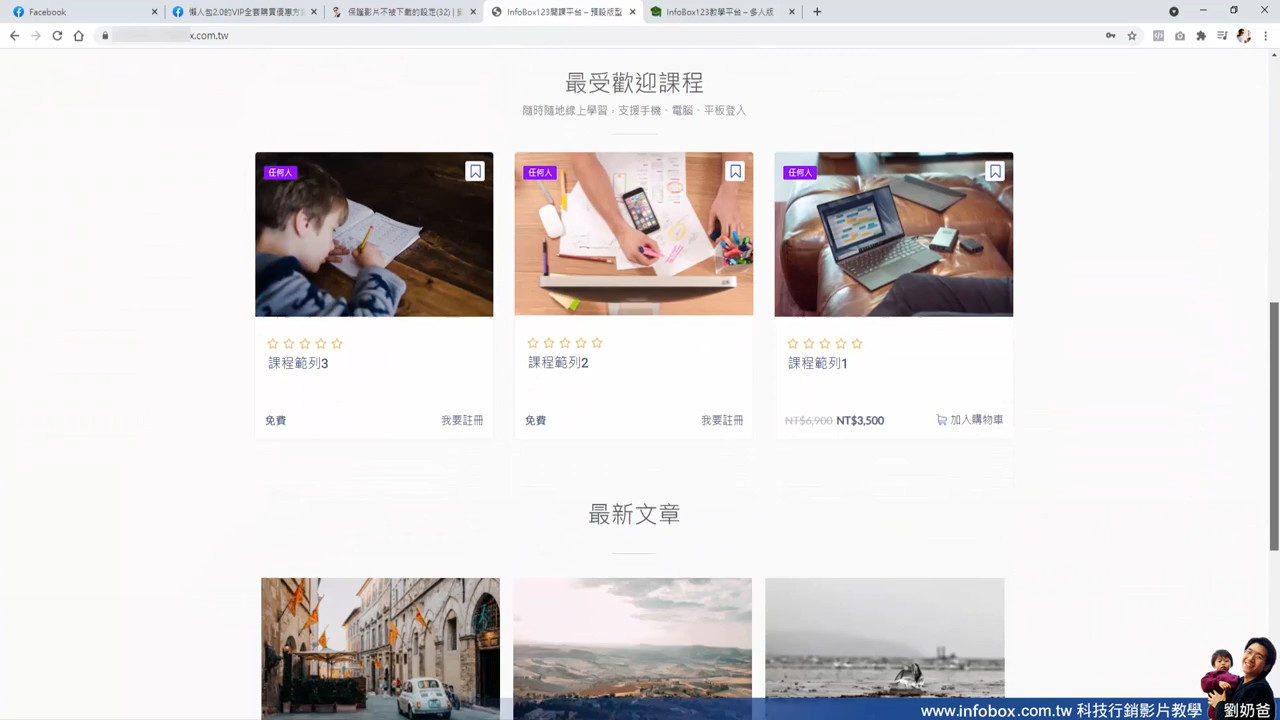 Facebook
懶人包2.0的VIP全套購買優惠方
保護影片不被下載的設定(32) |
InfoBox123開課平台 – 預設版型
InfoBox123教學平台 – 多人版
x.com.tw
最受歡迎課程
隨時隨地線上學習，支援手機、電腦、平板登入
任何人
任何人
任何人
課程範列3
課程範列2
課程範列1
免費
我要註冊
免費
我要註冊
NT$6,900 NT$3,500
加入購物車
最新文章
www.infobox.com.tw 科技行銷影片教學 | 劉奶爸